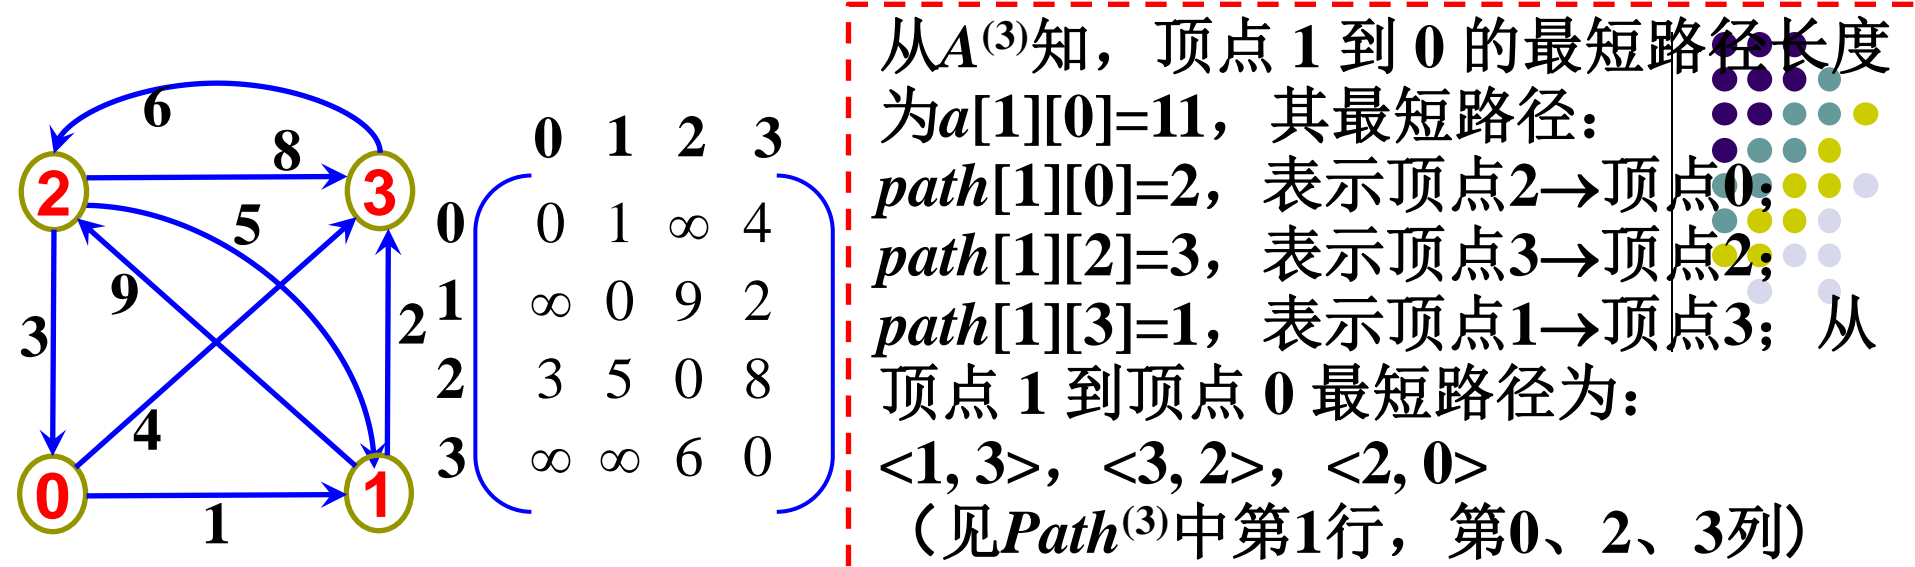 6
8
2
3
5
9
3
2
4
0
1
1
0 1 2 3
0 0 1 ∞ 4
1 ∞ 0 9 2
2 3 5 0 8
3 ∞ ∞ 6 0
从A(3)知，顶点 1 到 0 的最短路径长度
为a[1][0]=11，其最短路径：
path[1][0]=2，表示顶点2→顶点0；
path[1][2]=3，表示顶点3→顶点2；
path[1][3]=1，表示顶点1→顶点3；从
顶点 1 到顶点 0 最短路径为：
<1, 3>，<3, 2>，<2, 0>
（见Path(3)中第1行，第0、2、3列）